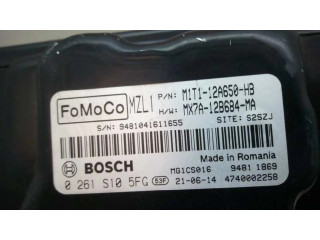 FoMoCo MZL1 P/N: M1T1-12A650-HB
H/W: MX7A-12B684-MA
S/N: 9481041611655 SITE: S2SZJ
BOSCH Made in Romania
MG1CS016 9481 1869
0 261 S10 5FG 53F 21-06-14 4740002258